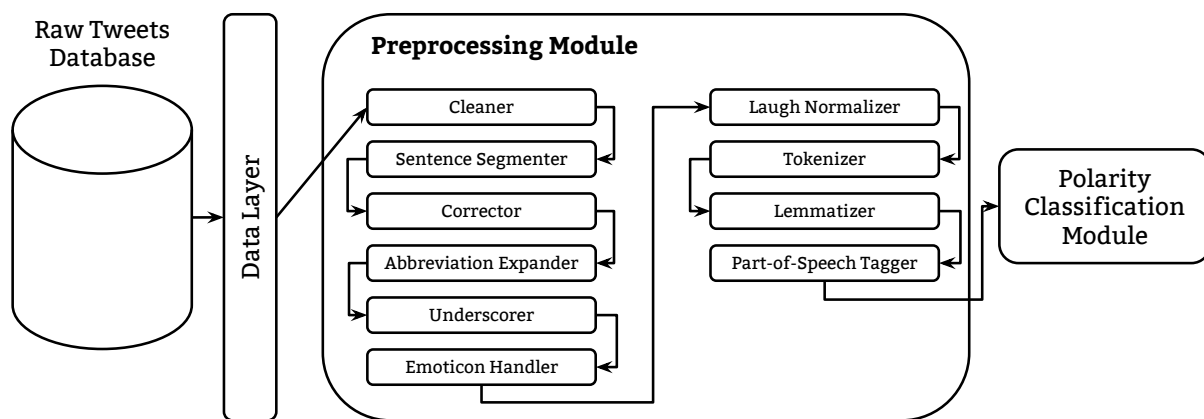 Raw Tweets
Database
Data Layer
Preprocessing Module
Cleaner
Sentence Segmenter
Corrector
Abbreviation Expander
Underscorer
Emoticon Handler
Laugh Normalizer
Tokenizer
Lemmatizer
Part-of-Speech Tagger
Polarity
Classification
Module